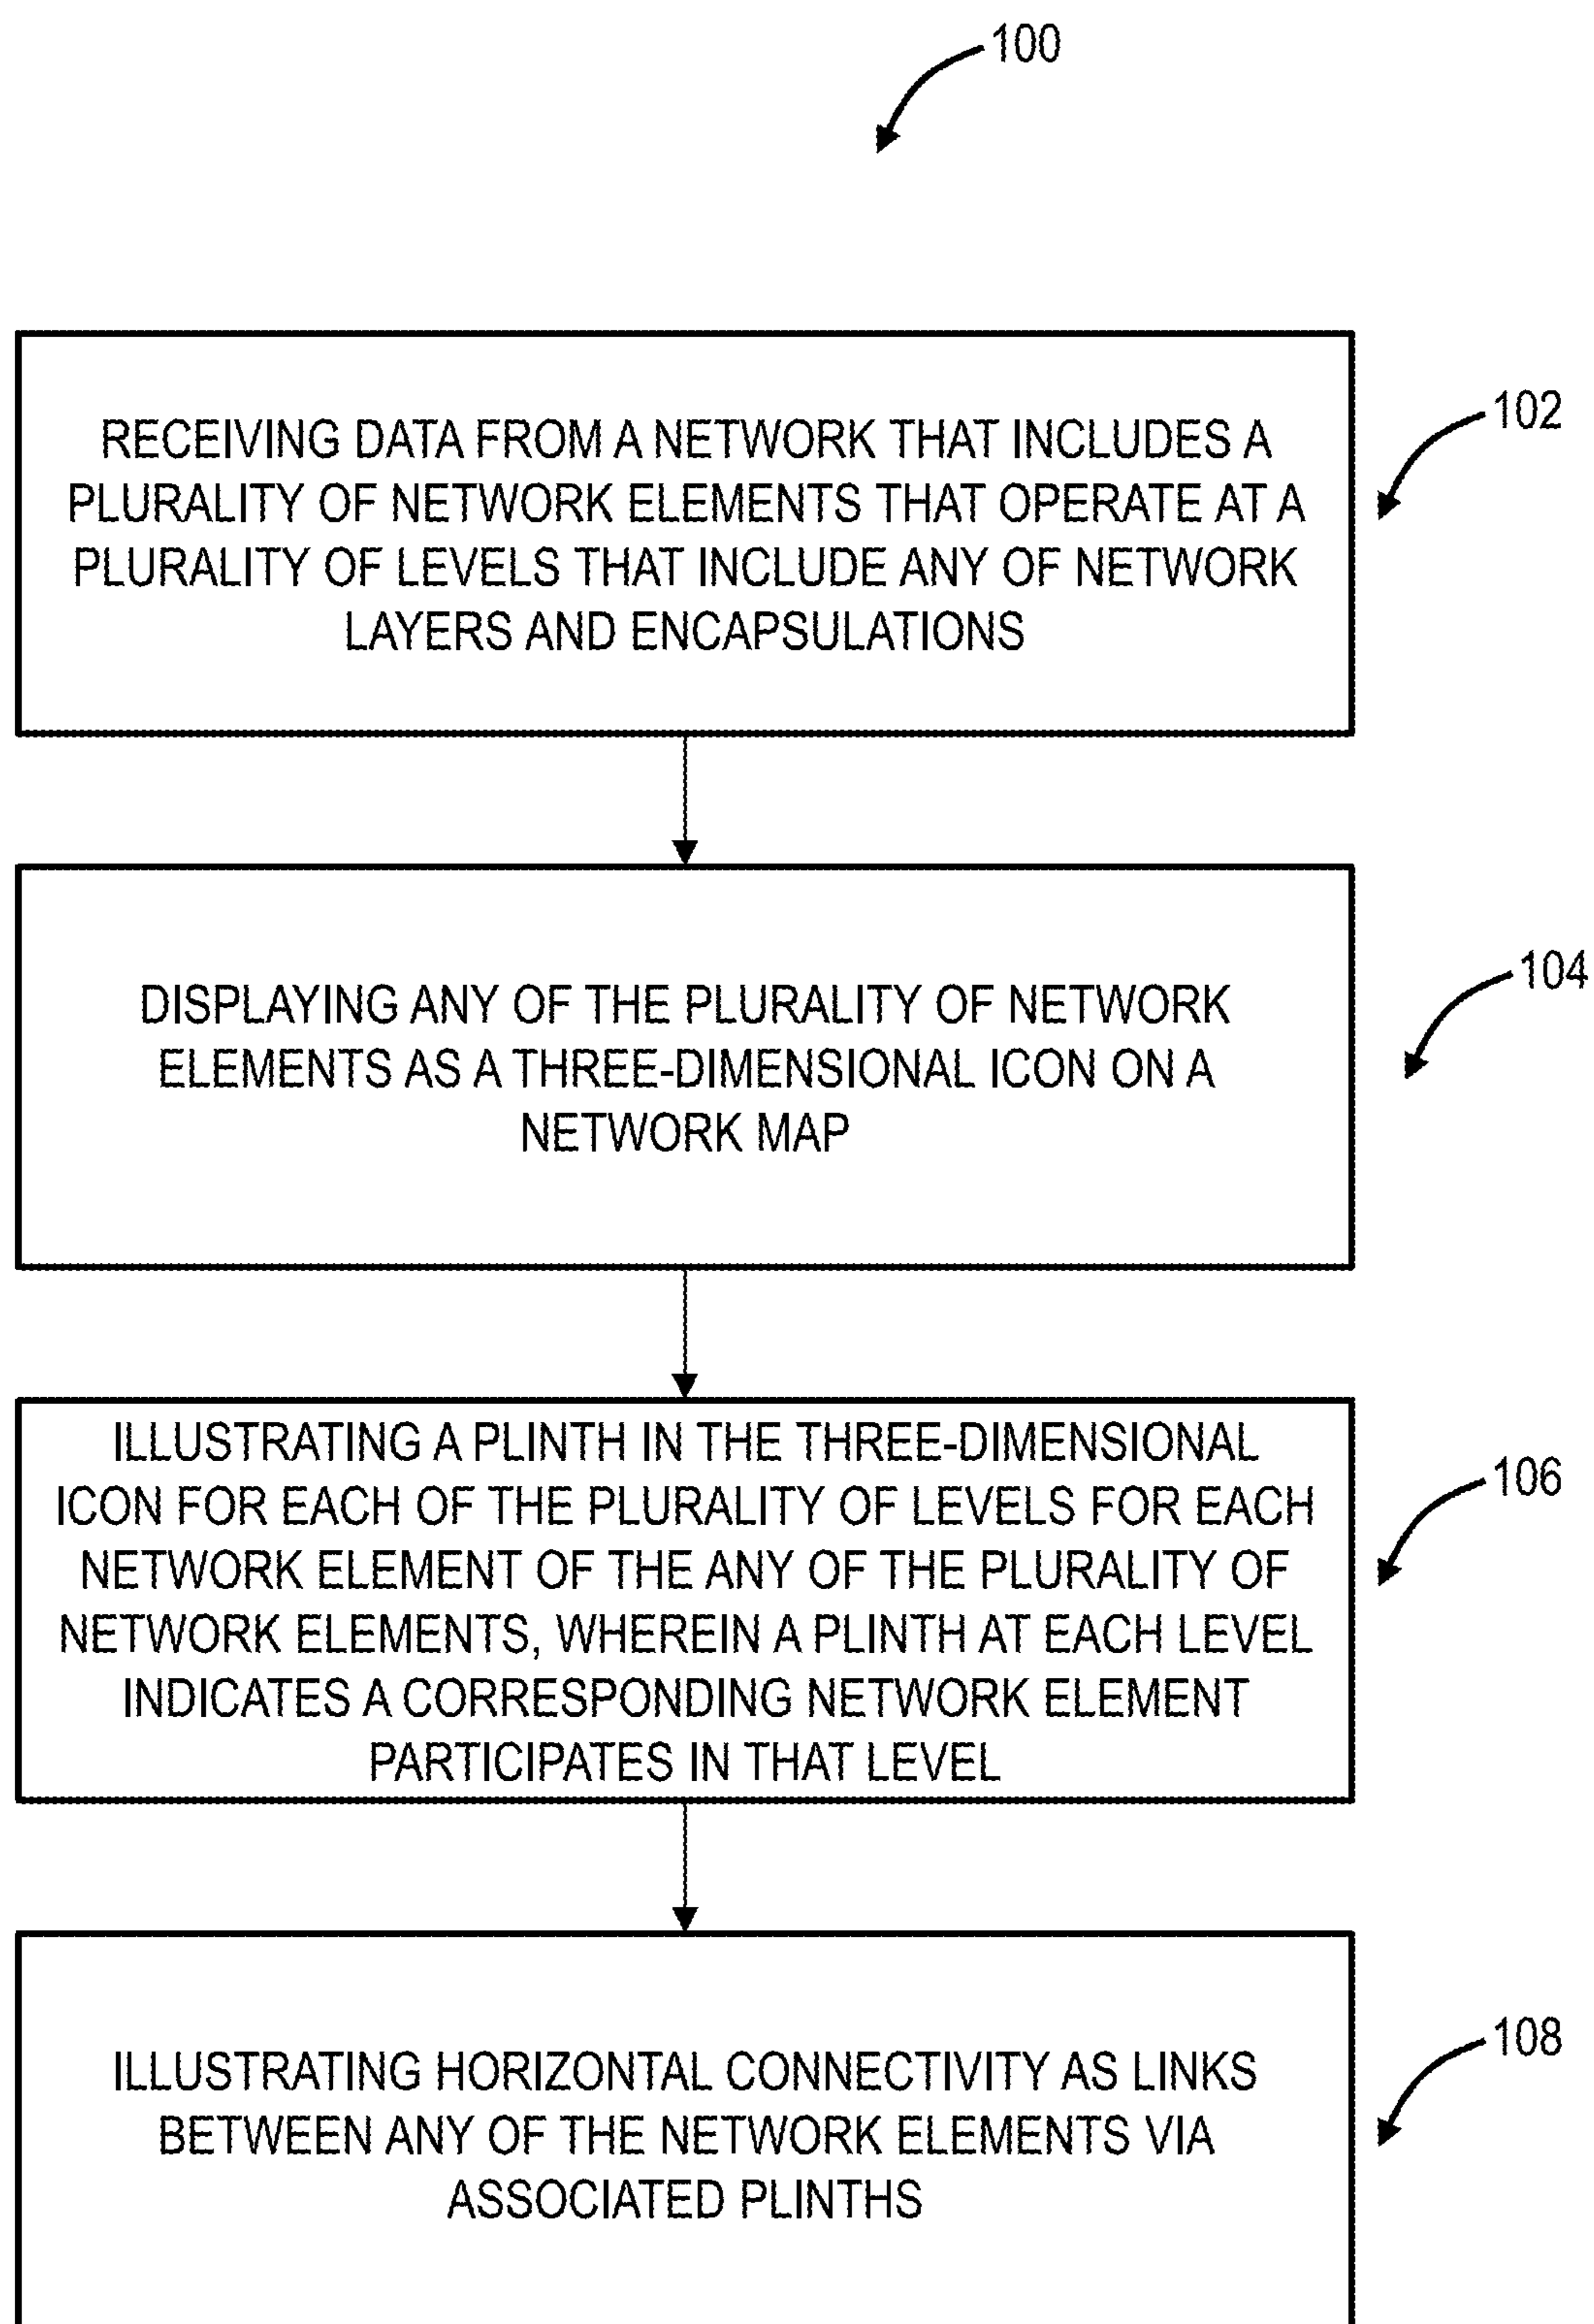 100
RECEIVING DATA FROM A NETWORK THAT INCLUDES A
PLURALITY OF NETWORK ELEMENTS THAT OPERATE AT A
PLURALITY OF LEVELS THAT INCLUDE ANY OF NETWORK
LAYERS AND ENCAPSULATIONS
102
DISPLAYING ANY OF THE PLURALITY OF NETWORK
ELEMENTS AS A THREE-DIMENSIONAL ICON ON A
NETWORK MAP
104
ILLUSTRATING A PLINTH IN THE THREE-DIMENSIONAL
ICON FOR EACH OF THE PLURALITY OF LEVELS FOR EACH
NETWORK ELEMENT OF THE ANY OF THE PLURALITY OF
NETWORK ELEMENTS, WHEREIN A PLINTH AT EACH LEVEL
INDICATES A CORRESPONDING NETWORK ELEMENT
PARTICIPATES IN THAT LEVEL
106
ILLUSTRATING HORIZONTAL CONNECTIVITY AS LINKS
BETWEEN ANY OF THE NETWORK ELEMENTS VIA
ASSOCIATED PLINTHS
108